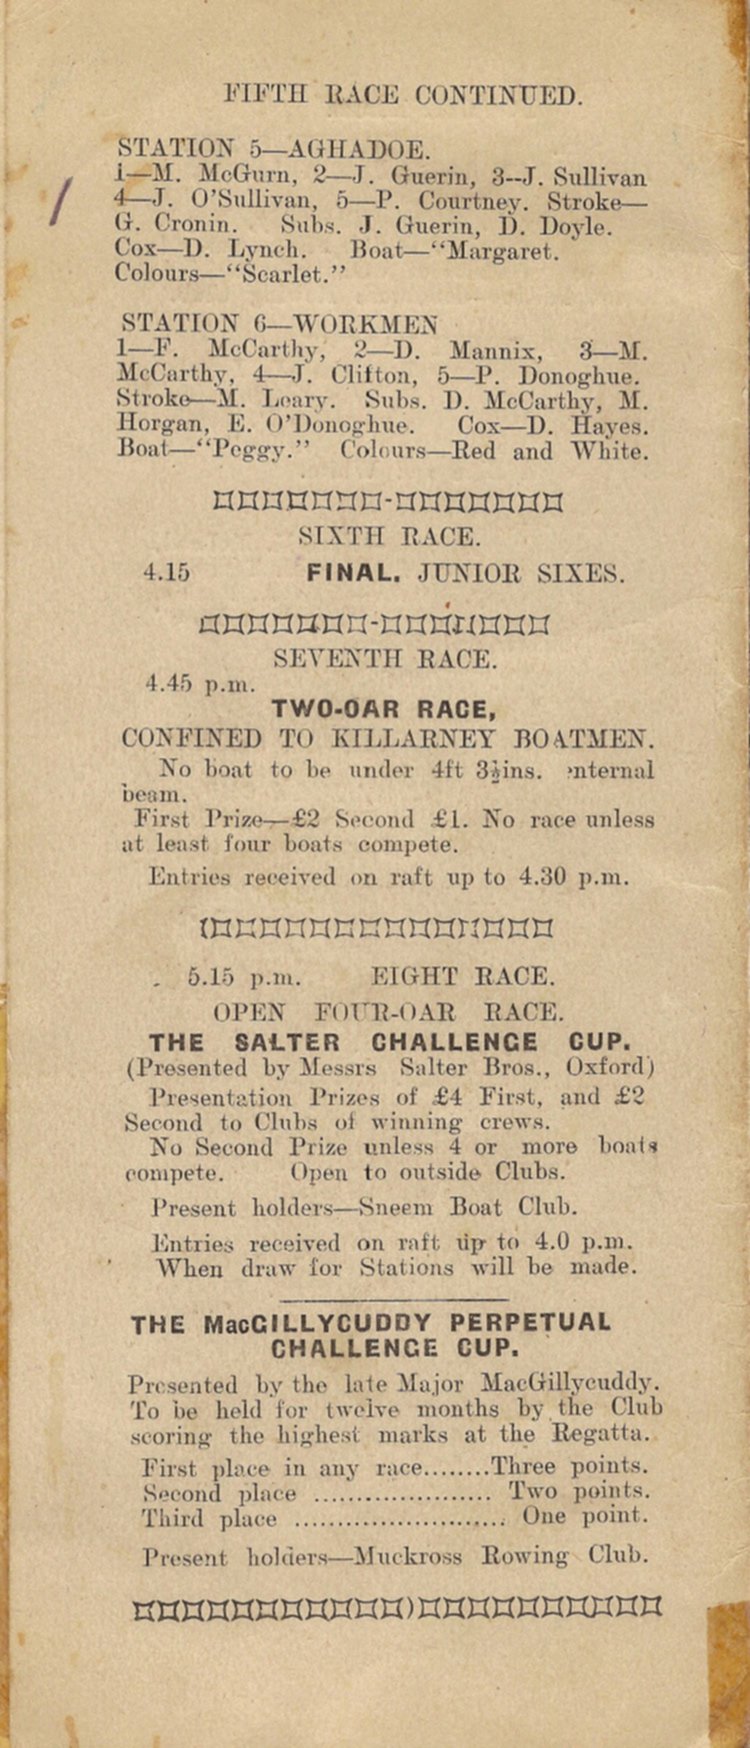 FIFTH RACE CONTINUED.
STATION 5—AGHADOE.
1—M. McGurn, 2—J. Guerin, 3--J. Sullivan
4—J. O'Sullivan, 5—P. Courtney. Stroke—
G. Cronin. Subs. J. Guerin, D. Doyle.
Cox—D. Lynch. Boat—"Margaret.
Colours—"Scarlet."
STATION 6—WORKMEN
1—F. McCarthy, 2—D. Mannix, 3—M.
McCarthy, 4—J. Clifton, 5—P. Donoghue.
Stroke—M. Leary. Subs. D. McCarthy, M.
Horgan, E. O'Donoghue. Cox—D. Hayes.
Boat—"Peggy." Colours—Red and White.
SIXTH RACE.
4.15 FINAL. JUNIOR SIXES.
SEVENTH RACE.
4.45 p.m.
TWO-OAR RACE,
CONFINED TO KILLARNEY BOATMEN.
No boat to be under 4ft 3½ins. internal
beam.
First Prize—£2 Second £1. No race unless
at least four boats compete.
Entries received on raft up to 4.30 p.m.
5.15 p.m. EIGHT RACE.
OPEN FOUR-OAR RACE.
THE SALTER CHALLENGE CUP.
(Presented by Messrs Salter Bros., Oxford)
Presentation Prizes of £4 First, and £2
Second to Clubs of winning crews.
No Second Prize unless 4 or more boats
compete. Open to outside Clubs.
Present holders—Sneem Boat Club.
Entries received on raft up to 4.0 p.m.
When draw for Stations will be made.
THE MacGILLYCUDDY PERPETUAL
CHALLENGE CUP.
Presented by the late Major MacGillycuddy.
To be held for twelve months by the Club
scoring the highest marks at the Regatta.
First place in any race........Three points.
Second place ..................... Two points.
Third place ......................... One point.
Present holders—Muckross Rowing Club.